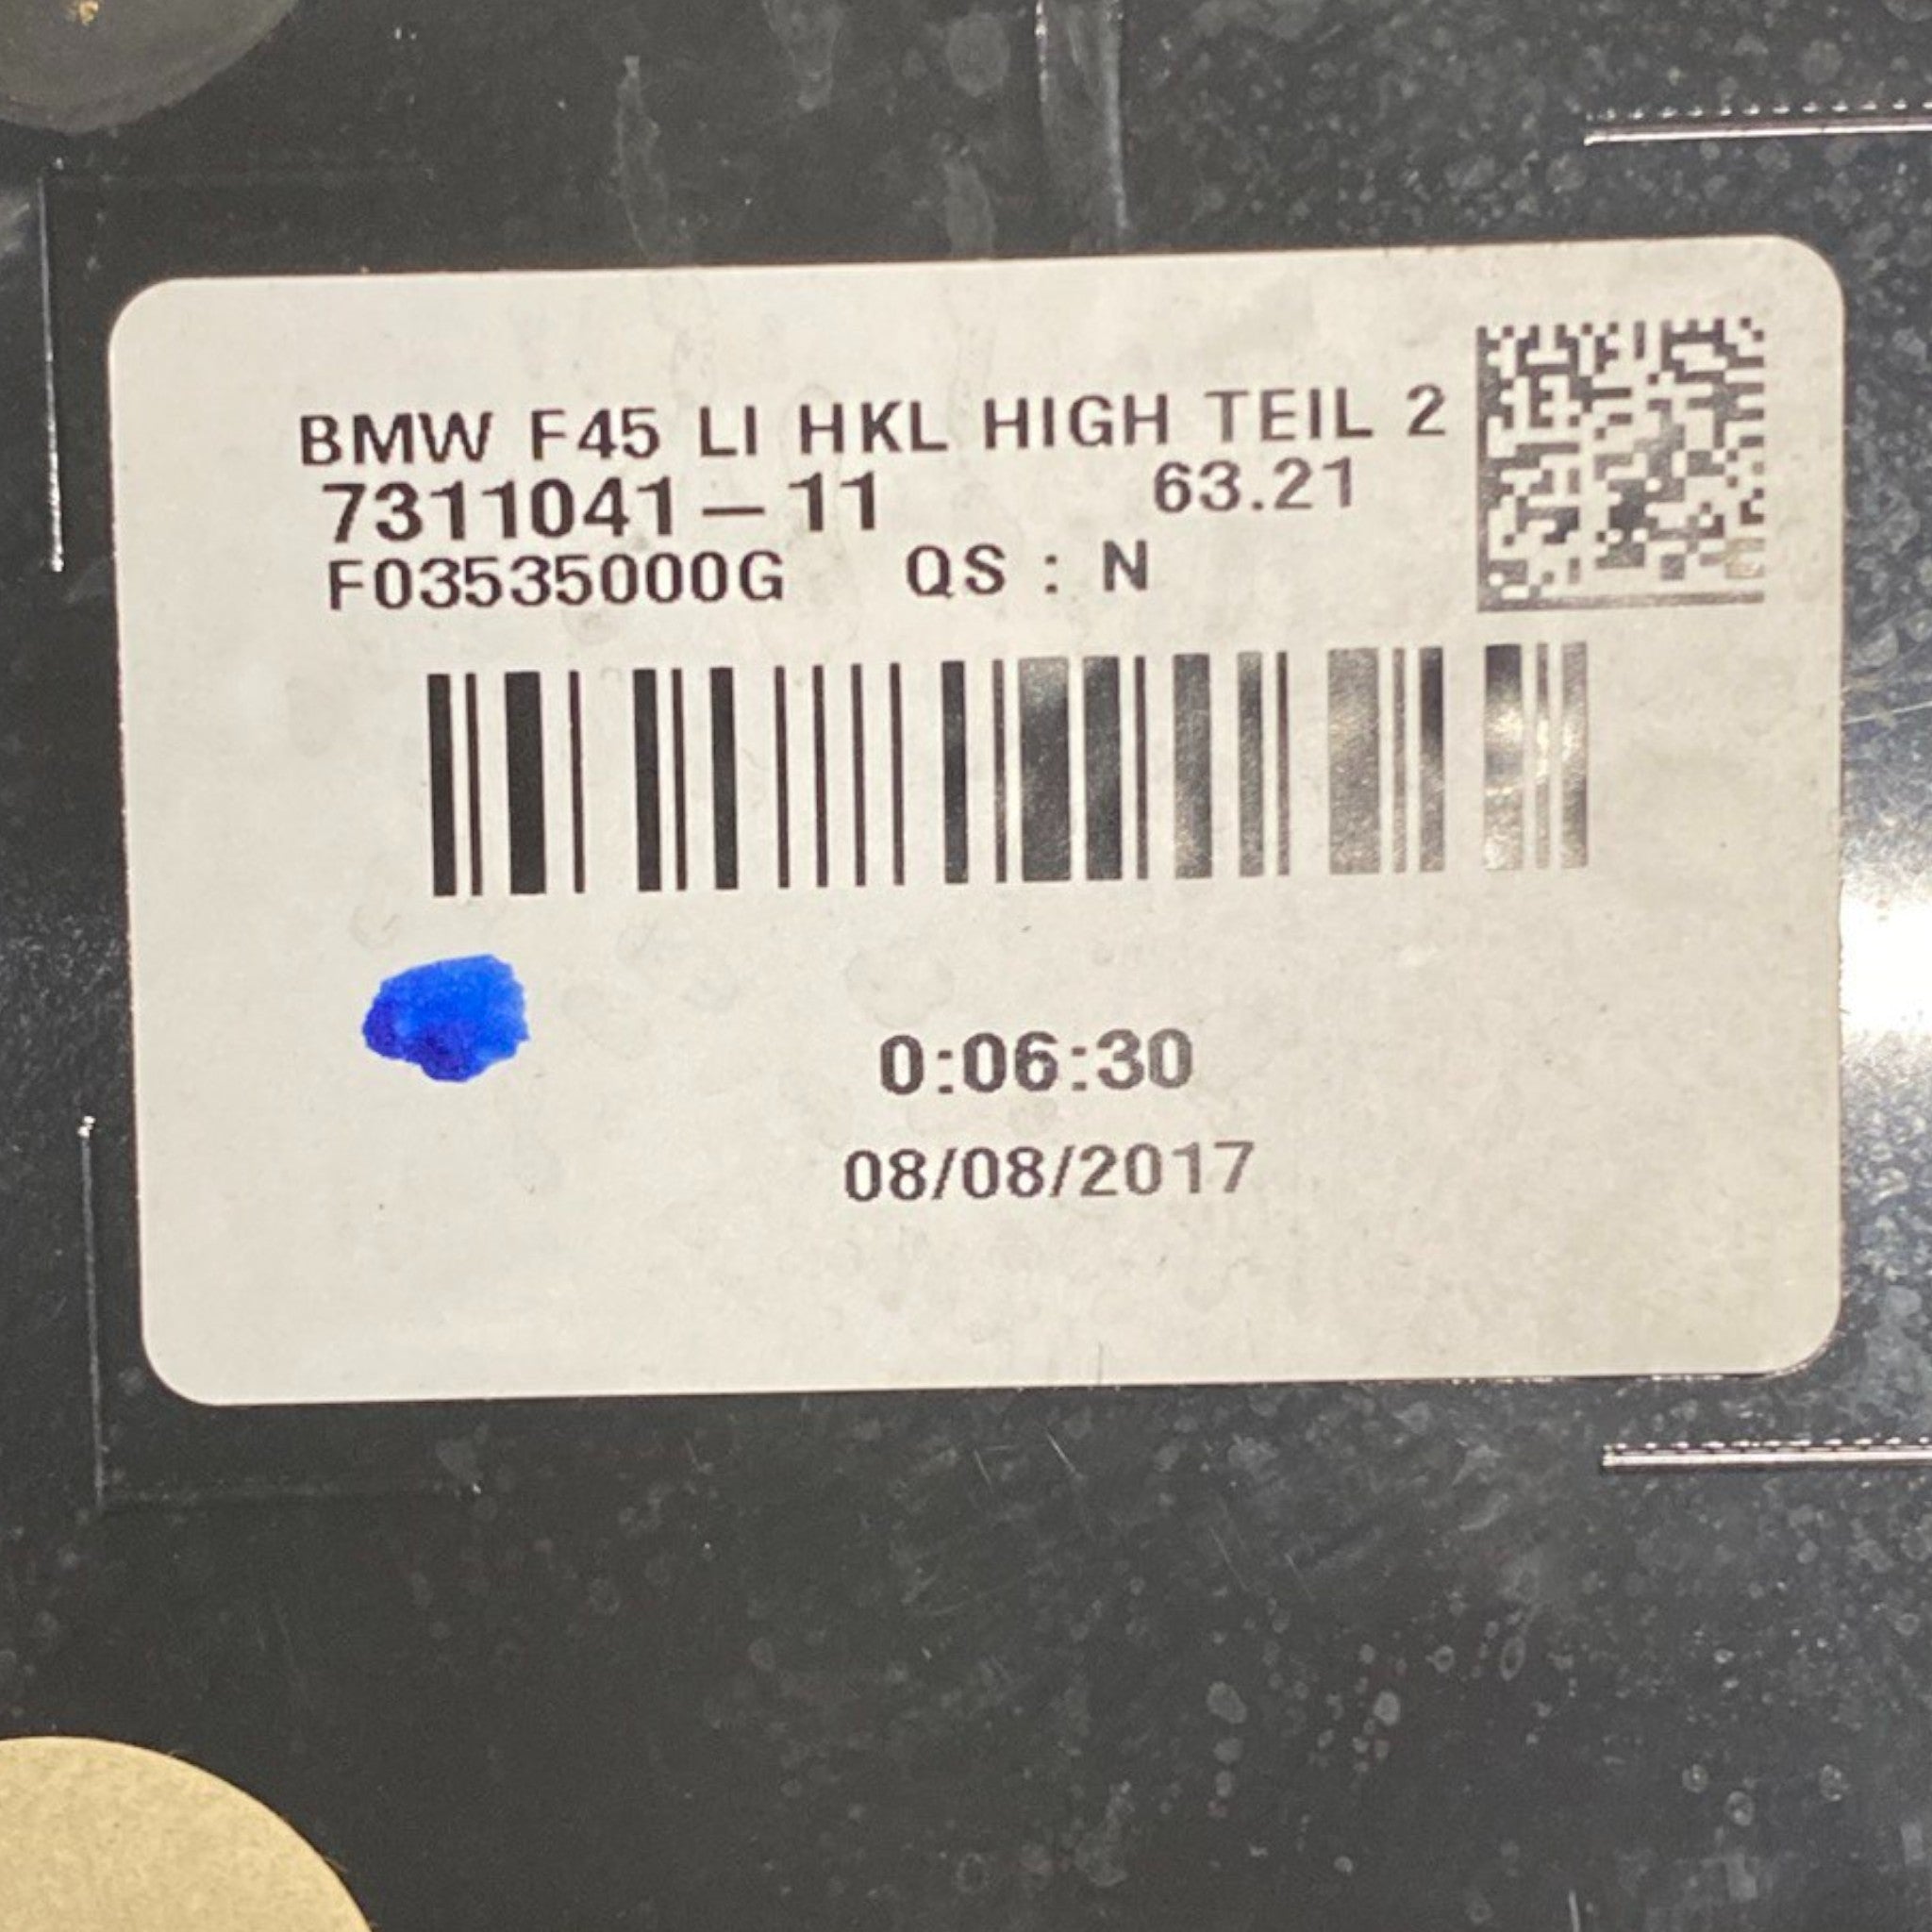 BMW F45 LI HKL HIGH TEIL 2
7311041-11 63.21
F03535000G QS : N
0:06:30
08/08/2017